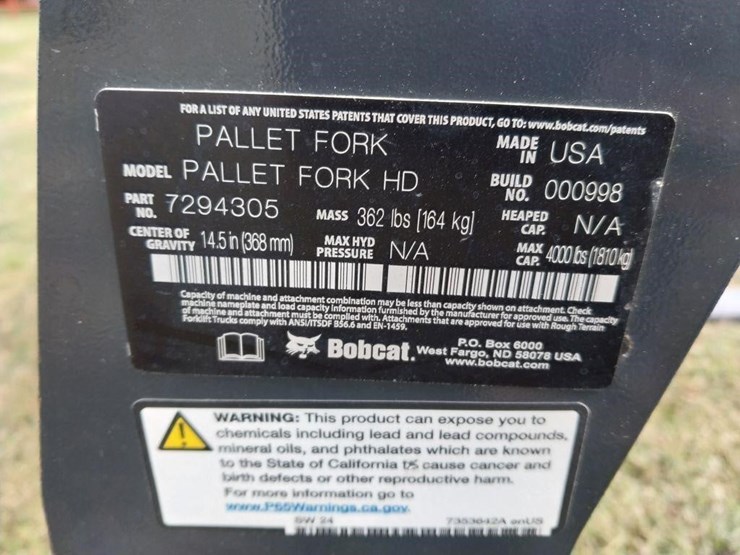 FOR A LIST OF ANY UNITED STATES PATENTS THAT COVER THIS PRODUCT, GO TO: www.bobcat.com/patents
PALLET FORK
MADE IN USA
MODEL PALLET FORK HD
BUILD NO. 000998
PART NO. 7294305
MASS 362 lbs [164 kg]
HEAPED CAP. N/A
CENTER OF GRAVITY 14.5 in (368 mm)
MAX HYD PRESSURE N/A
MAX CAP. 4000 lbs (1810 kg)
Capacity of machine and attachment combination may be less than capacity shown on attachment. Check
machine nameplate and load capacity information furnished by the manufacturer for approved use. The capacity
of machine and attachment must be complied with. Attachments that are approved for use with Rough Terrain
Forklift Trucks comply with ANSI/ITSDF B56.6 and EN-1459.
Bobcat.
P.O. Box 6000
West Fargo, ND 58078 USA
www.bobcat.com
WARNING: This product can expose you to
chemicals including lead and lead compounds,
mineral oils, and phthalates which are known
to the State of California to cause cancer and
birth defects or other reproductive harm.
For more information go to
www.P65Warnings.ca.gov.
SW 24
7353642A enUS